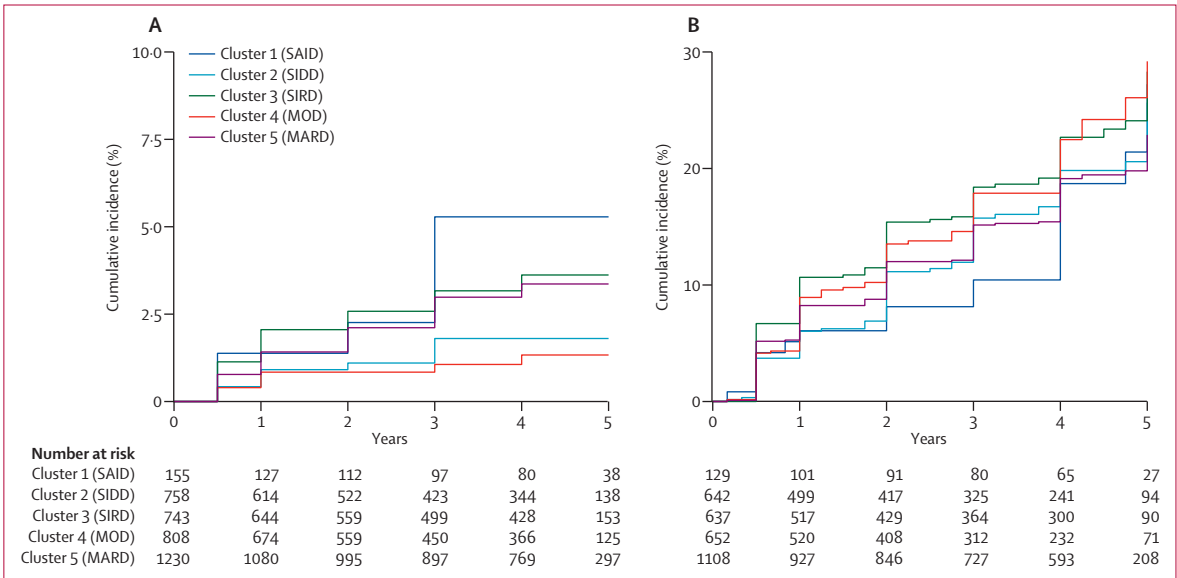 A
10·0
7·5
5·0
2·5
0
Cumulative incidence (%)
Cluster 1 (SAID)
Cluster 2 (SIDD)
Cluster 3 (SIRD)
Cluster 4 (MOD)
Cluster 5 (MARD)
0 1 2 3 4 5
Years
B
30
20
10
0
Cumulative incidence (%)
0 1 2 3 4 5
Years
Number at risk
Cluster 1 (SAID) 155 127 112 97 80 38 129 101 91 80 65 27
Cluster 2 (SIDD) 758 614 522 423 344 138 642 499 417 325 241 94
Cluster 3 (SIRD) 743 644 559 499 428 153 637 517 429 364 300 90
Cluster 4 (MOD) 808 674 559 450 366 125 652 520 408 312 232 71
Cluster 5 (MARD) 1230 1080 995 897 769 297 1108 927 846 727 593 208